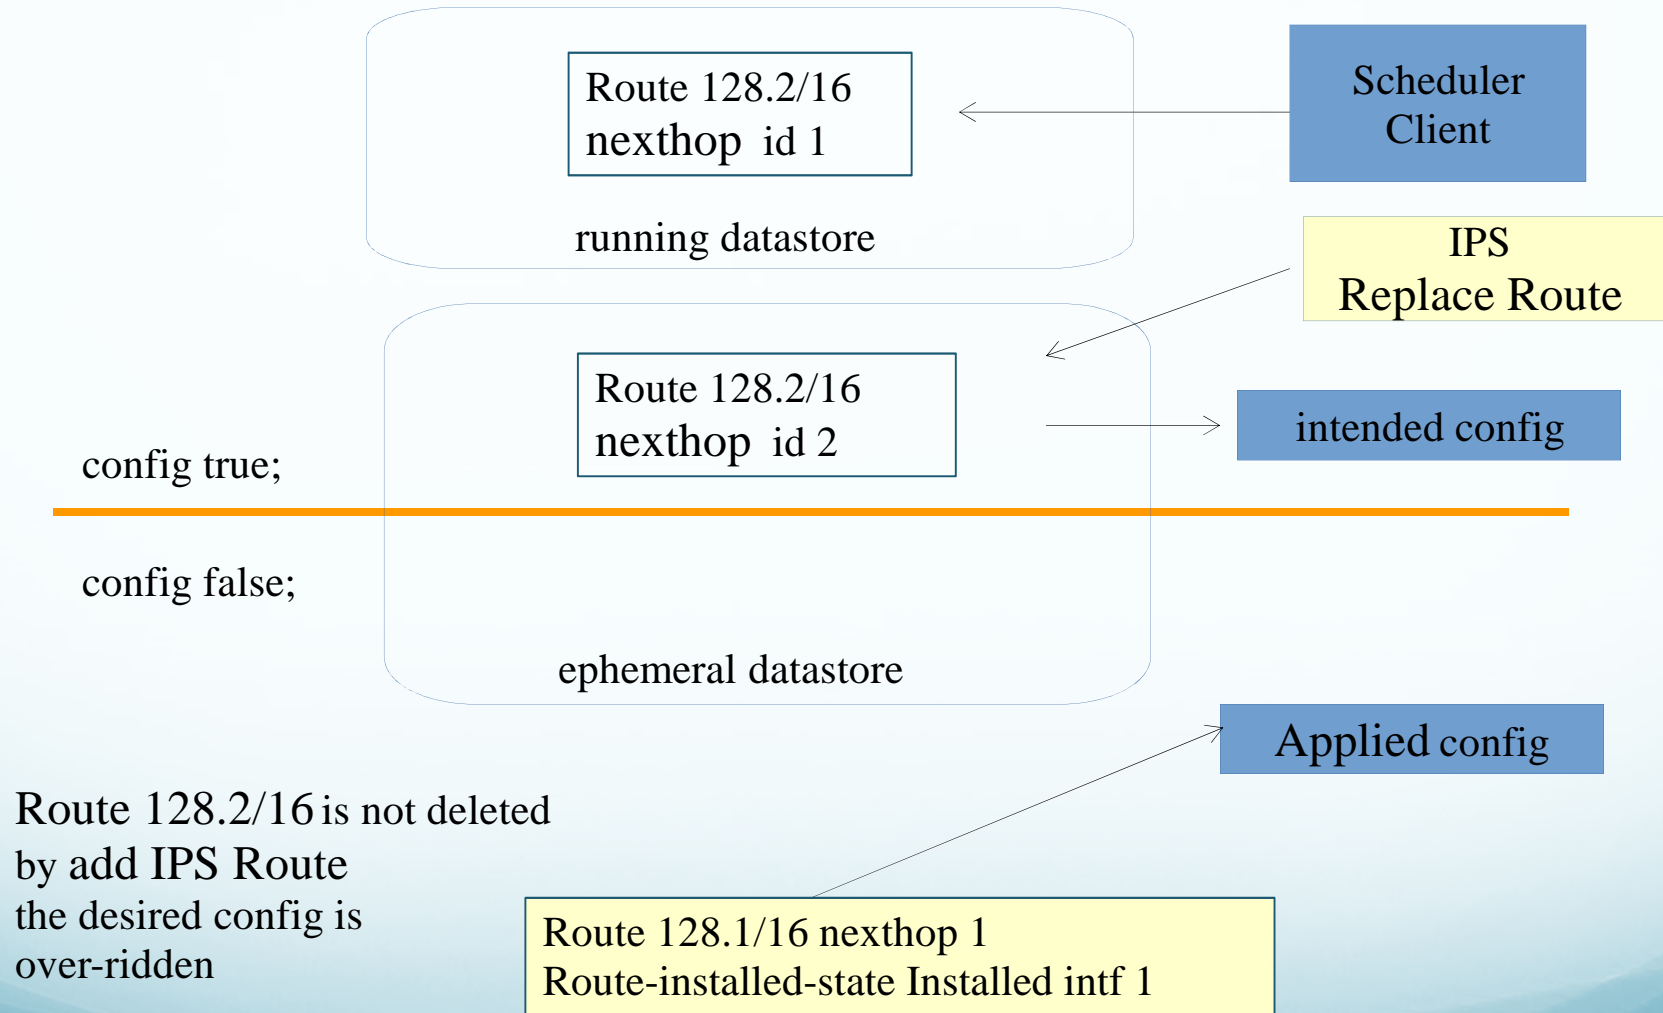 Route 128.2/16
nexthop id 1
running datastore
Scheduler
Client
IPS
Replace Route
Route 128.2/16
nexthop id 2
intended config
config true;
config false;
ephemeral datastore
Applied config
Route 128.2/16 is not deleted
by add IPS Route
the desired config is
over-ridden
Route 128.1/16 nexthop 1
Route-installed-state Installed intf 1